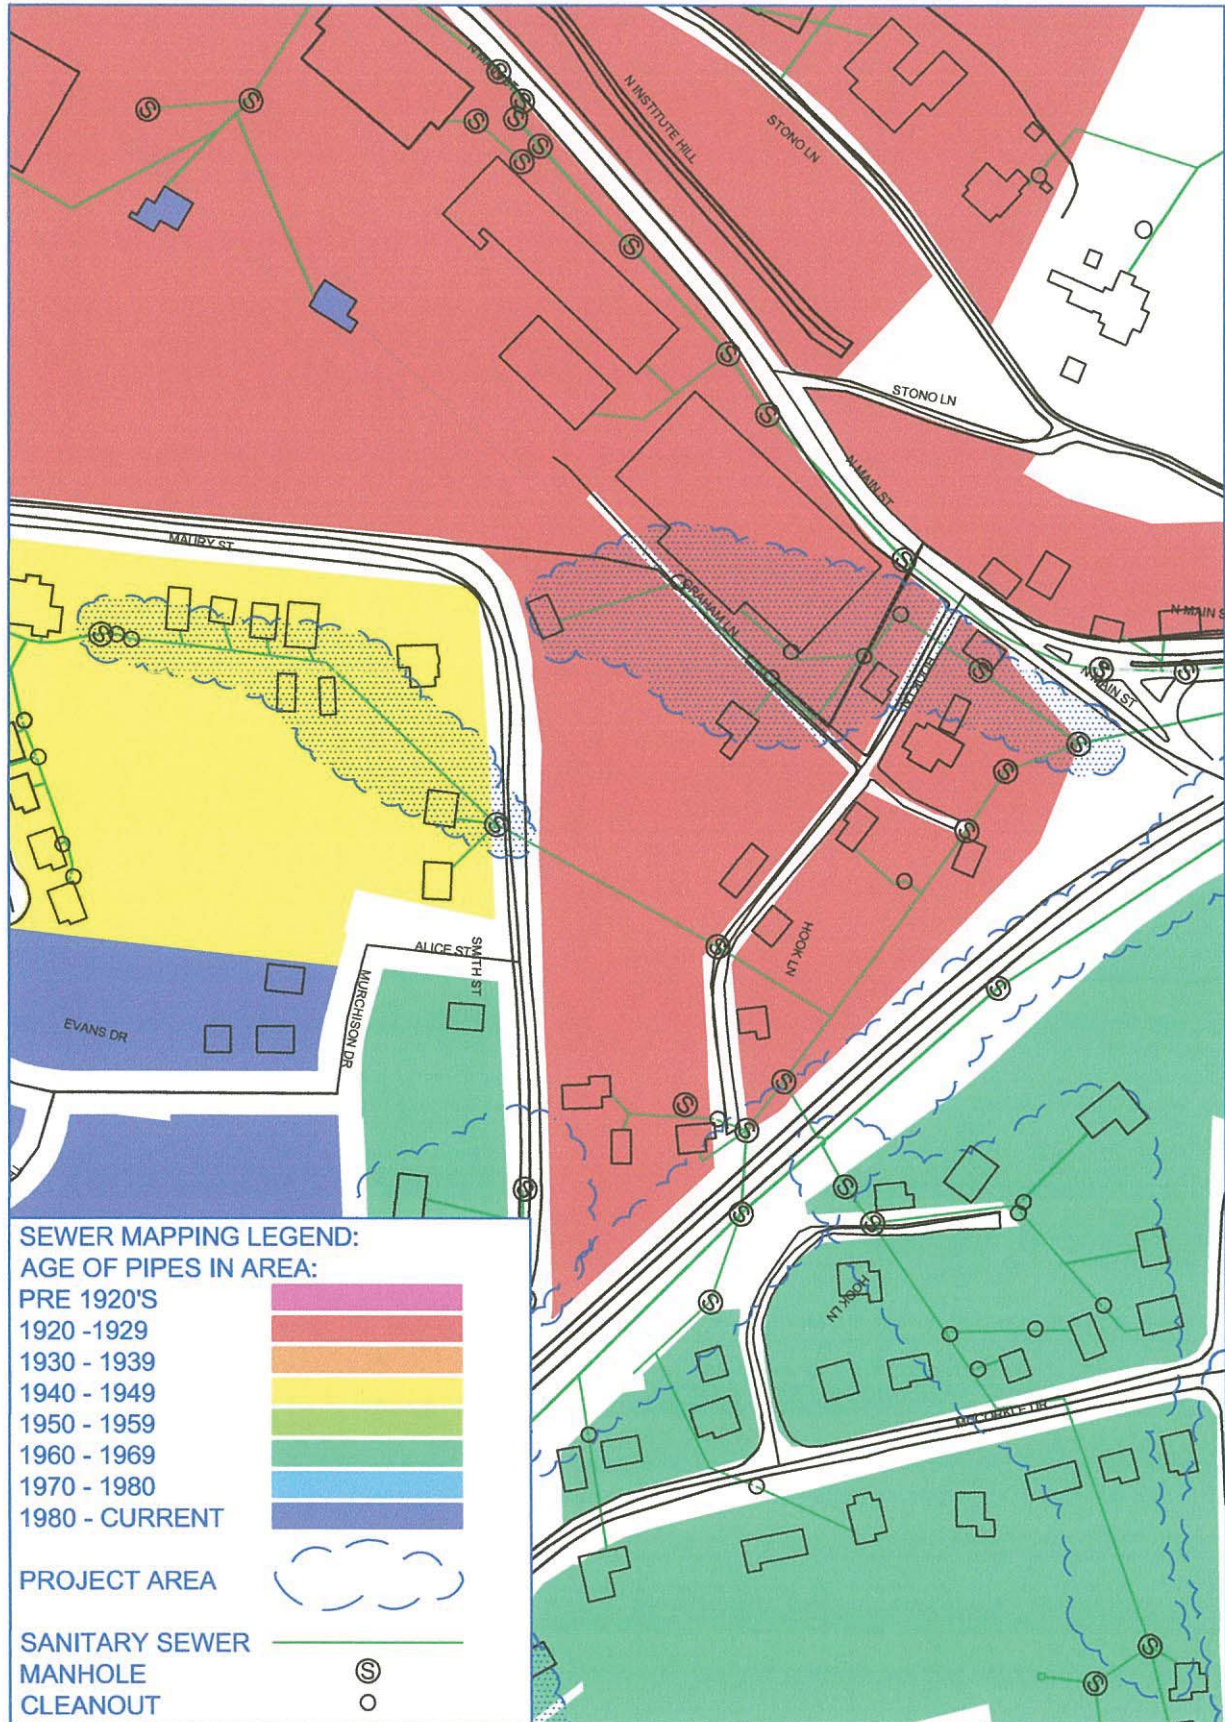 N MAIN ST
N INSTITUTE HILL
STONO LN
STONO LN
N MAIN ST
MAURY ST
GRAHAM LN
HOOK LN
N MAIN S
N MAIN ST
HOOK LN
ALICE ST
SMITH ST
MURCHISON DR
EVANS DR
HOOK LN
MCCORKLE DR
SEWER MAPPING LEGEND:
AGE OF PIPES IN AREA:
PRE 1920'S
1920 -1929
1930 - 1939
1940 - 1949
1950 - 1959
1960 - 1969
1970 - 1980
1980 - CURRENT
PROJECT AREA
SANITARY SEWER
MANHOLE
S
CLEANOUT